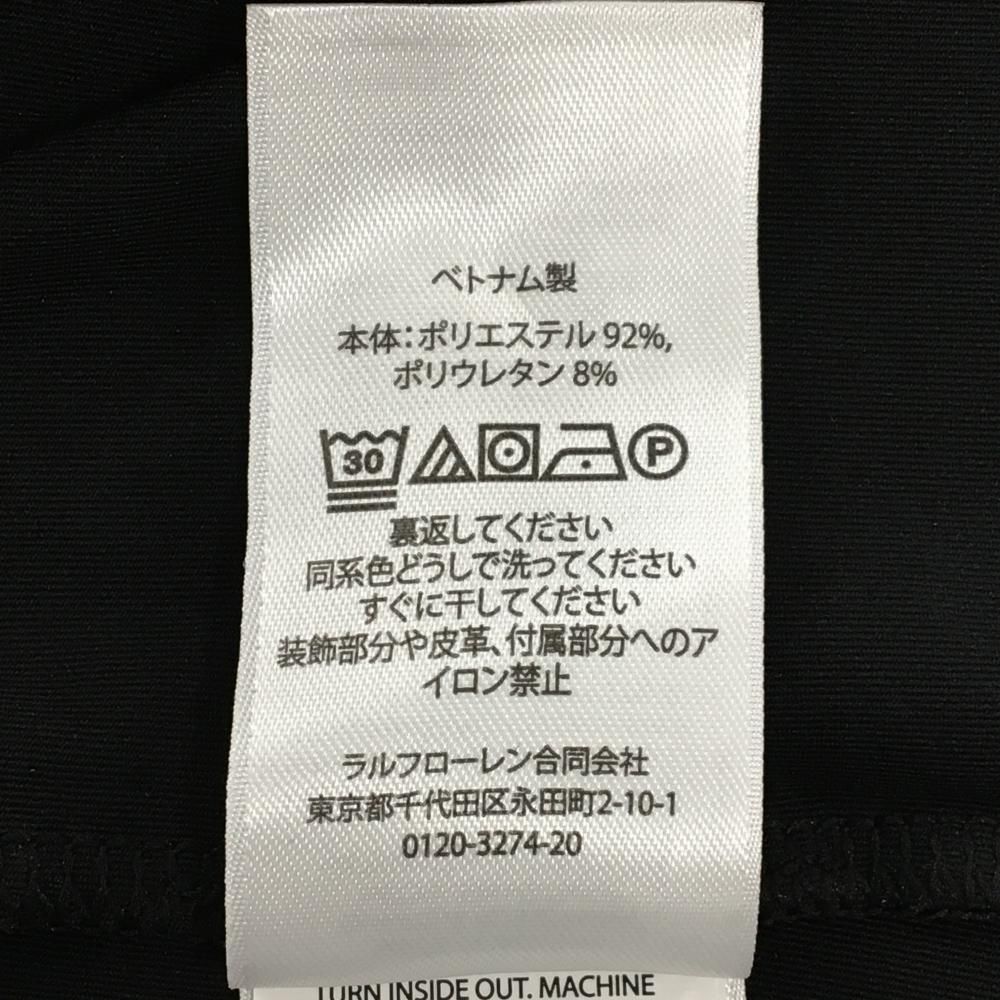 ベトナム製
本体：ポリエステル 92%,
ポリウレタン 8%
30 P
裏返してください
同系色どうしで洗ってください
すぐに干してください
装飾部分や皮革、付属部分へのア
イロン禁止
ラルフローレン合同会社
東京都千代田区永田町2-10-1
0120-3274-20
TURN INSIDE OUT. MACHINE